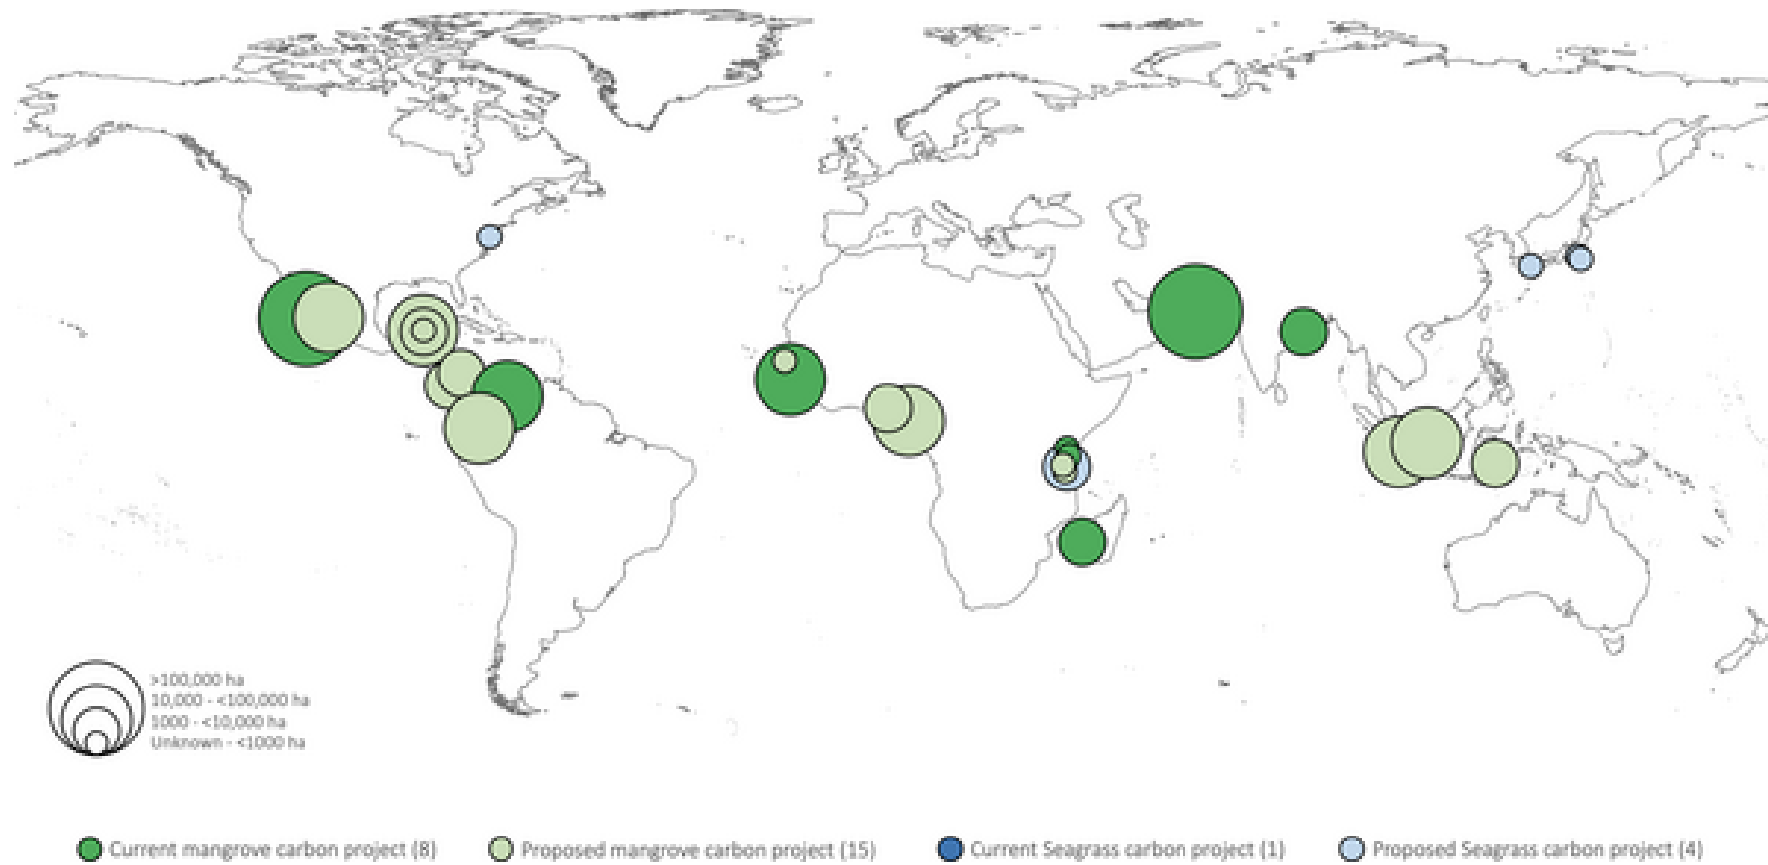 >100,000 ha
10,000 - <100,000 ha
1000 - <10,000 ha
Unknown - <1000 ha
Current mangrove carbon project (8)
Proposed mangrove carbon project (15)
Current Seagrass carbon project (1)
Proposed Seagrass carbon project (4)